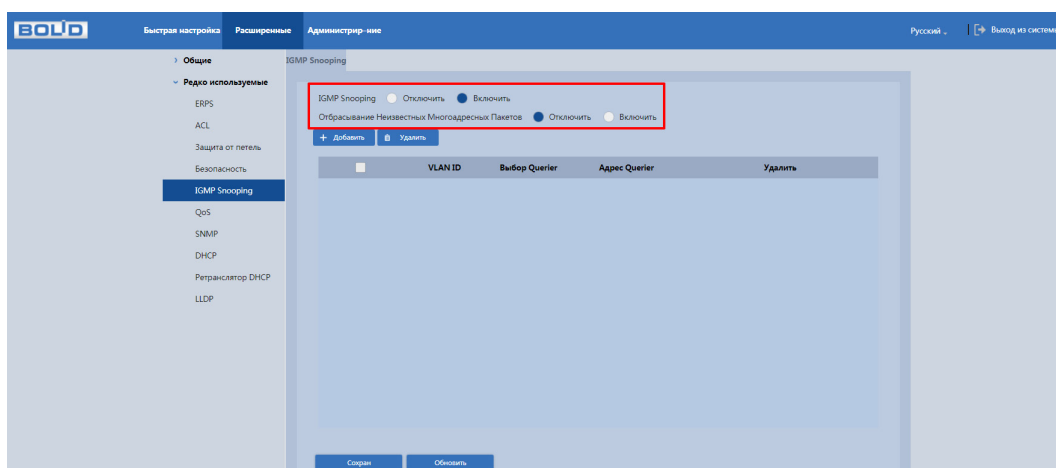 BOLID Быстрая настройка Расширенные Администрир-ние Русский Выход из систем
Общие
IGMP Snooping
Редко используемые
ERPS
ACL
Защита от петель
Безопасность
IGMP Snooping
QoS
SNMP
DHCP
Ретранслятор DHCP
LLDP
IGMP Snooping Отключить Включить
Отбрасывание Неизвестных Многоадресных Пакетов Отключить Включить
+ Добавить Удалить
VLAN ID Выбор Querier Адрес Querier Удалить
Сохран Обновить